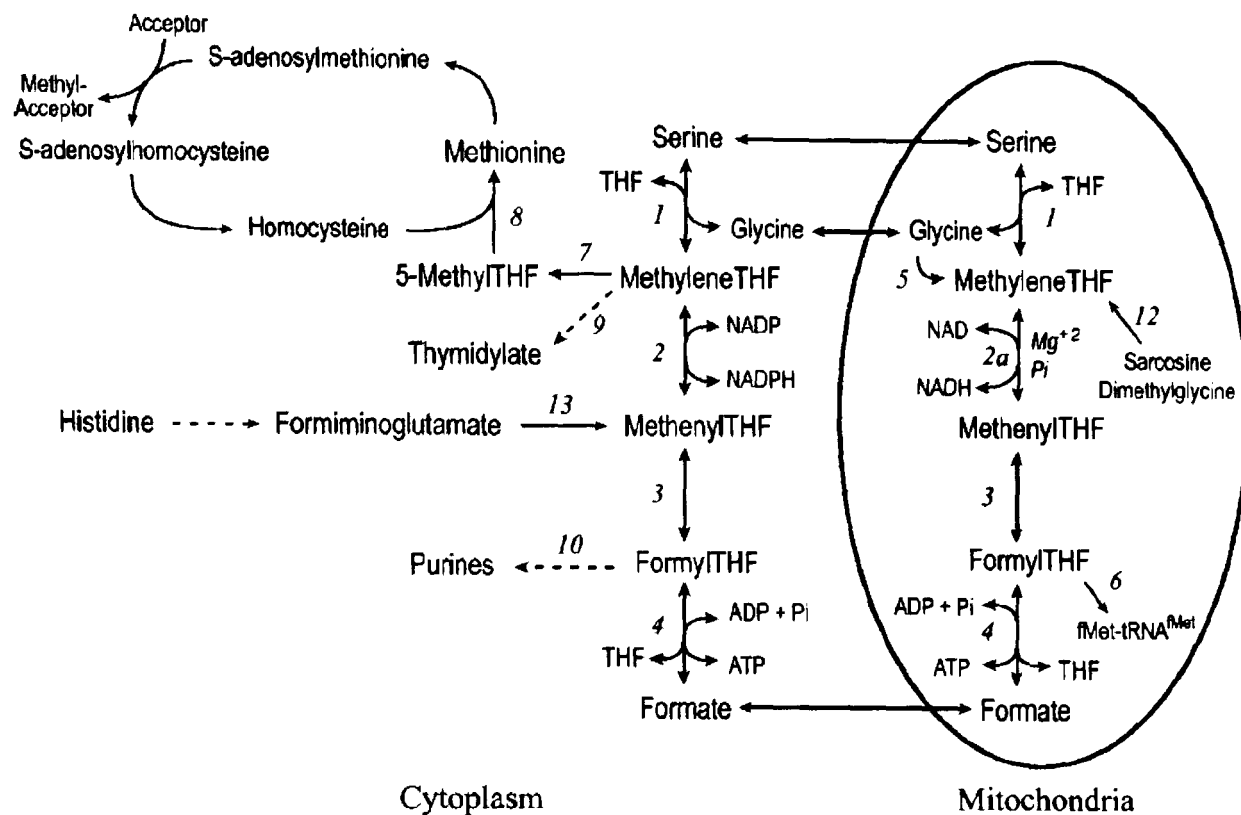 Acceptor
S-adenosylmethionine
Methyl-
Acceptor
S-adenosylhomocysteine
Methionine
Homocysteine
8
5-MethylTHF
7
Serine
THF
1
Glycine
MethyleneTHF
9
Thymidylate
NADP
2
NADPH
Histidine
Formiminoglutamate
13
MethenylTHF
3
Purines
10
FormylTHF
4
ADP + Pi
THF
ATP
Formate
Serine
THF
1
Glycine
5
MethyleneTHF
12
NAD
Mg+2
2a
Pi
NADH
Sarcosine
Dimethylglycine
MethenylTHF
3
FormylTHF
6
ADP + Pi
4
fMet-tRNAfMet
ATP
THF
Formate
Cytoplasm
Mitochondria